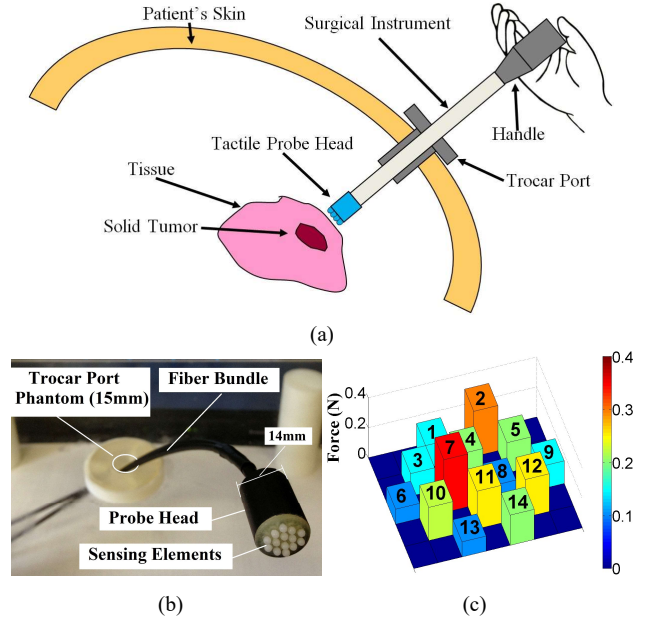 Patient's Skin
Surgical Instrument
Handle
Tactile Probe Head
Trocar Port
Tissue
Solid Tumor
(a)
Trocar Port
Phantom (15mm)
Fiber Bundle
14mm
Probe Head
Sensing Elements
(b)
Force (N)
0.4
0.2
0
1
2
3
4
5
6
7
8
9
10
11
12
13
14
0.4
0.3
0.2
0.1
0
(c)